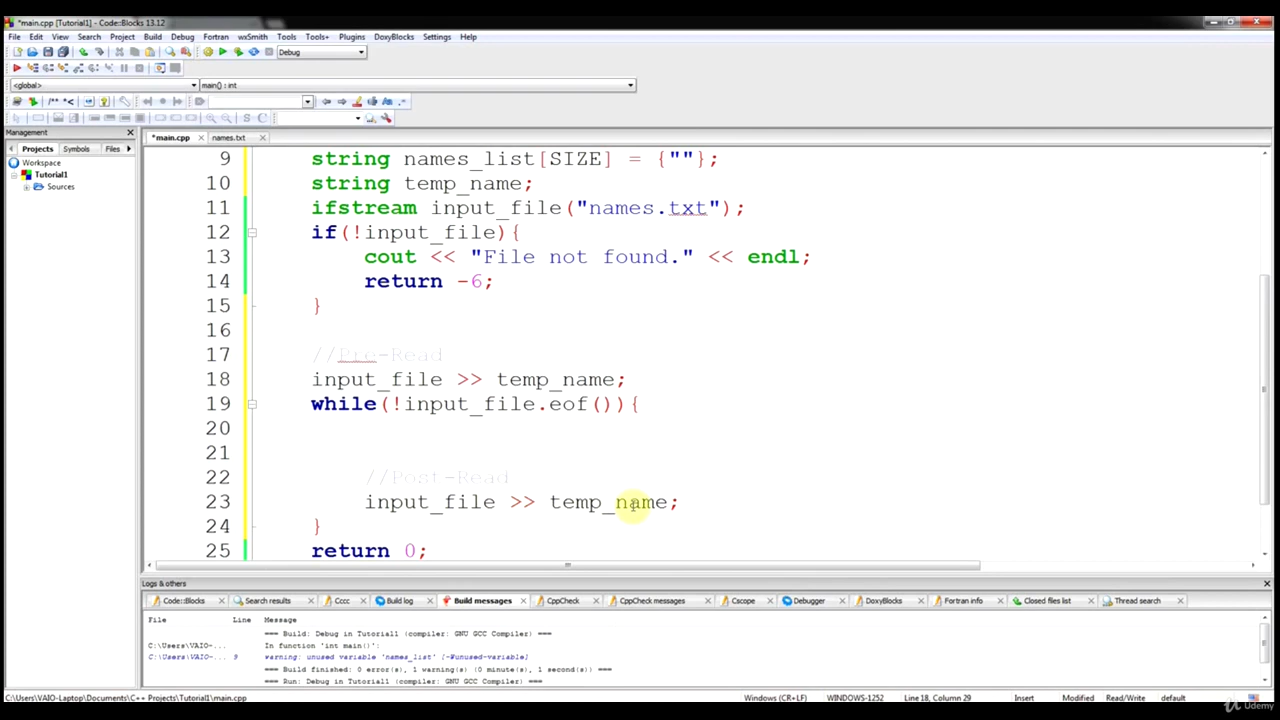 *main.cpp [Tutorial1] - Code::Blocks 13.12
File Edit View Search Project Build Debug Fortran wxSmith Tools Tools+ Plugins DoxyBlocks Settings Help
Debug
<global> main() : int
/** *<
S C
Management
*main.cpp names.txt
Projects Symbols Files
Workspace
Tutorial1
Sources
9 string names_list[SIZE] = {""};
10 string temp_name;
11 ifstream input_file("names.txt");
12 if(!input_file){
13 cout << "File not found." << endl;
14 return -6;
15 }
16
17 //Pre-Read
18 input_file >> temp_name;
19 while(!input_file.eof()){
20
21
22 //Post-Read
23 input_file >> temp_name;
24 }
25 return 0;
Logs & others
Code::Blocks Search results Cccc Build log Build messages CppCheck CppCheck messages Cscope Debugger DoxyBlocks Fortran info Closed files list Thread search
File Line Message
=== Build: Debug in Tutorial1 (compiler: GNU GCC Compiler) ===
C:\Users\VAIO-... In function 'int main()':
C:\Users\VAIO-... 9 warning: unused variable 'names_list' [-Wunused-variable]
=== Build finished: 0 error(s), 1 warning(s) (0 minute(s), 1 second(s)) ===
=== Run: Debug in Tutorial1 (compiler: GNU GCC Compiler) ===
C:\Users\VAIO-Laptop\Documents\C++ Projects\Tutorial1\main.cpp Windows (CR+LF) WINDOWS-1252 Line 18, Column 29 Insert Modified Read/Write default
Udemy